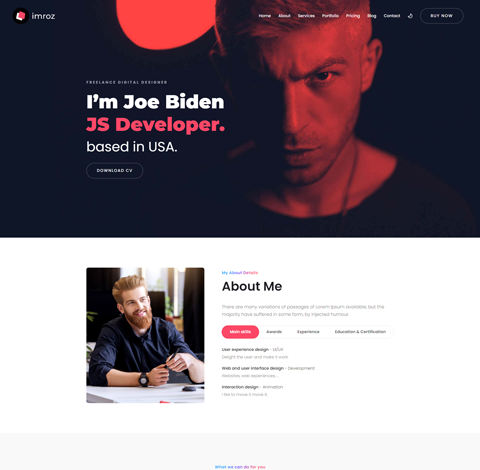 imroz
Home About Services Portfolio Pricing Blog Contact BUY NOW
FREELANCE DIGITAL DESIGNER
I'm Joe Biden
JS Developer.
based in USA.
DOWNLOAD CV
My About Details
About Me
There are many variations of passages of Lorem Ipsum available, but the
majority have suffered in some form, by injected humour.
Main skills Awards Experience Education & Certification
User experience design - UI/UX
Delight the user and make it work
Web and user interface design - Development
Websites, web experiences, ...
Interaction design - Animation
I like to move it move it
What we can do for you